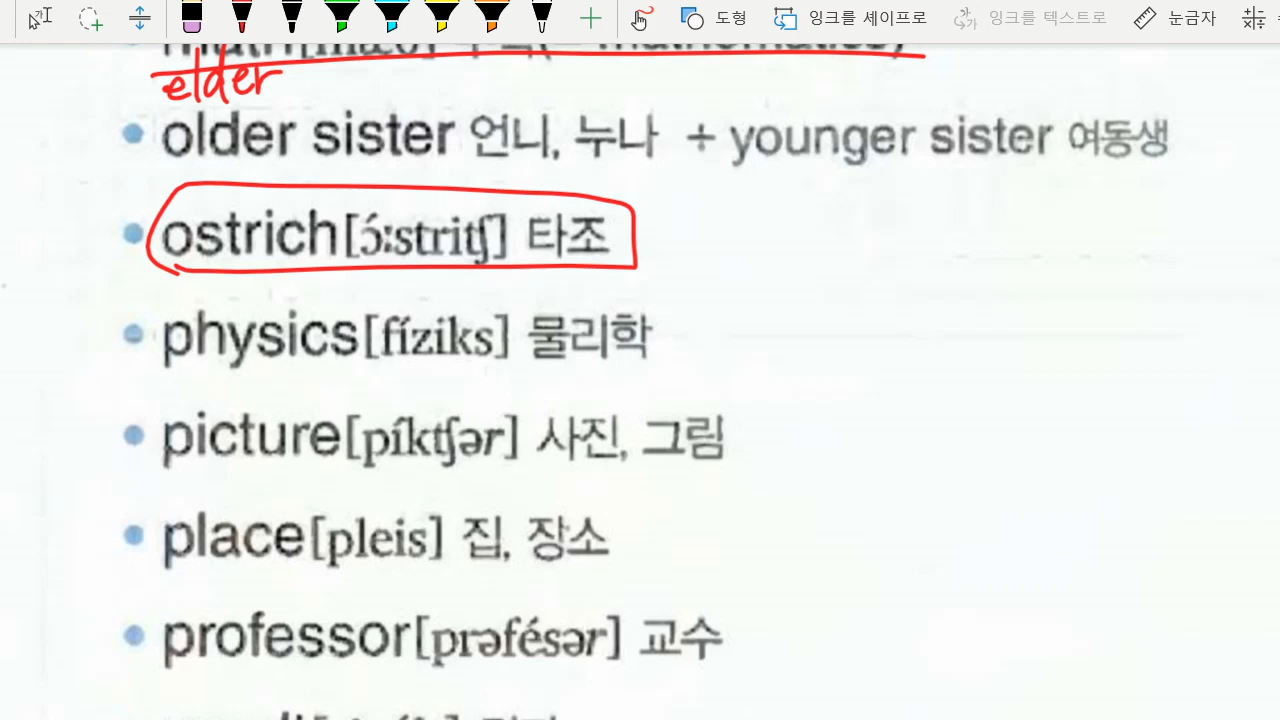 도형 잉크를 셰이프로 잉크를 텍스트로 눈금자
elder
older sister 언니, 누나 + younger sister 여동생
ostrich[ɔ́ːstritʃ] 타조
physics[fíziks] 물리학
picture[píktʃər] 사진, 그림
place[pleis] 집, 장소
professor[prəfésər] 교수